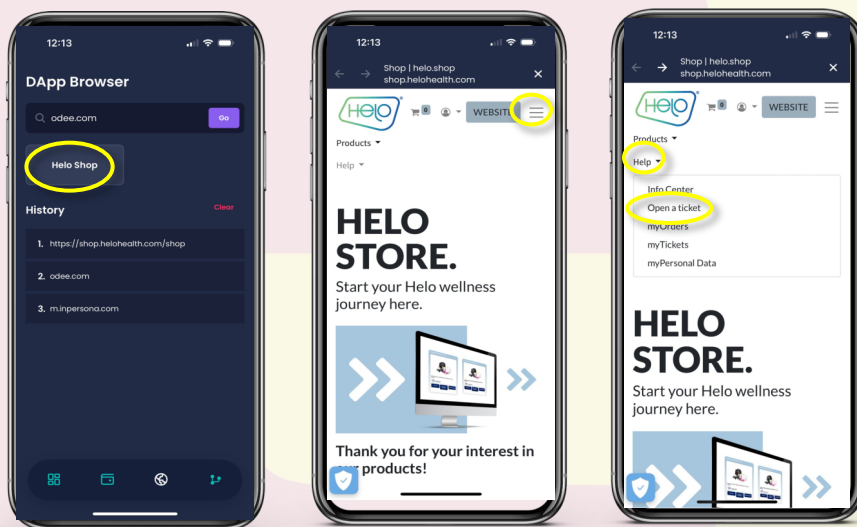 12:13
DApp Browser
odee.com
Go
Helo Shop
History
Clear
1. https://shop.helohealth.com/shop
2. odee.com
3. m.inpersona.com
12:13
Shop | helo.shop
shop.helohealth.com
HELO
0
WEBSITE
Products
Help
HELO
STORE.
Start your Helo wellness
journey here.
Thank you for your interest in
our products!
12:13
Shop | helo.shop
shop.helohealth.com
HELO
0
WEBSITE
Products
Help
Info Center
Open a ticket
myOrders
myTickets
myPersonal Data
HELO
STORE.
Start your Helo wellness
journey here.